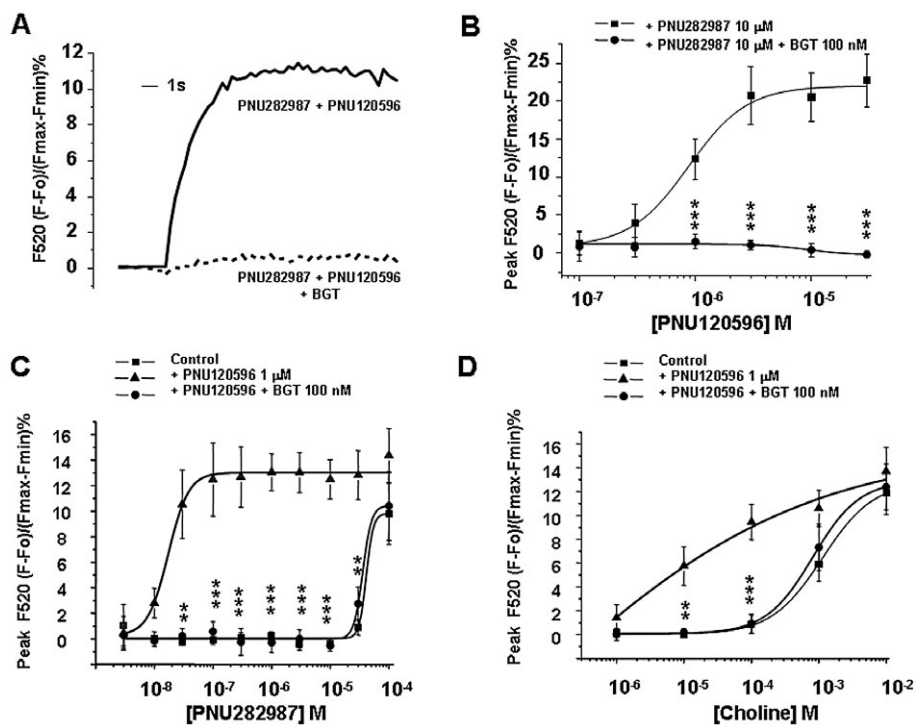 A
F520 (F-Fo)/(Fmax-Fmin)%
12
10
8
6
4
2
0
1s
PNU282987 + PNU120596
PNU282987 + PNU120596
+ BGT
B
+ PNU282987 10 µM
+ PNU282987 10 µM + BGT 100 nM
Peak F520 (F-Fo)/(Fmax-Fmin)%
25
20
15
10
5
0
*** *** *** ***
10-7 10-6 10-5
[PNU120596] M
C
Control
+ PNU120596 1 µM
+ PNU120596 + BGT 100 nM
Peak F520 (F-Fo)/(Fmax-Fmin)%
16
14
12
10
8
6
4
2
0
** *** *** *** *** *** **
10-8 10-7 10-6 10-5 10-4
[PNU282987] M
D
Control
+ PNU120596 1 µM
+ PNU120596 + BGT 100 nM
Peak F520 (F-Fo)/(Fmax-Fmin)%
16
14
12
10
8
6
4
2
0
** ***
10-6 10-5 10-4 10-3 10-2
[Choline] M